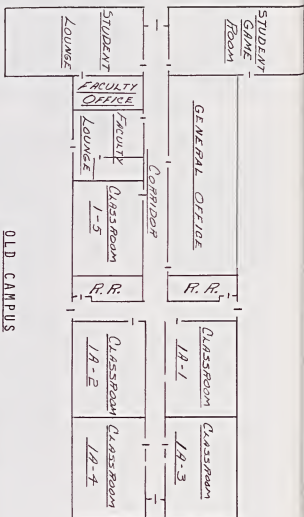 STUDENT
GAME
ROOM
STUDENT
LOUNGE
FACULTY
OFFICE
GENERAL OFFICE
FACULTY
LOUNGE
CORRIDOR
CLASSROOM
1-5
R.R.
R.R.
CLASSROOM
1A-1
CLASSROOM
1A-2
CLASSROOM
1A-3
CLASSROOM
1A-4
OLD CAMPUS